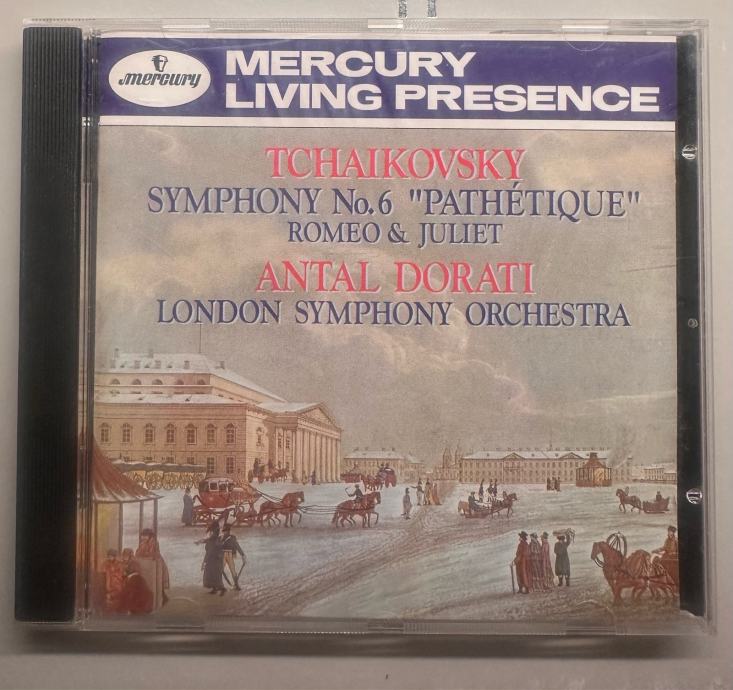 mercury
MERCURY
LIVING PRESENCE
TCHAIKOVSKY
SYMPHONY No.6 "PATHÉTIQUE"
ROMEO & JULIET
ANTAL DORATI
LONDON SYMPHONY ORCHESTRA